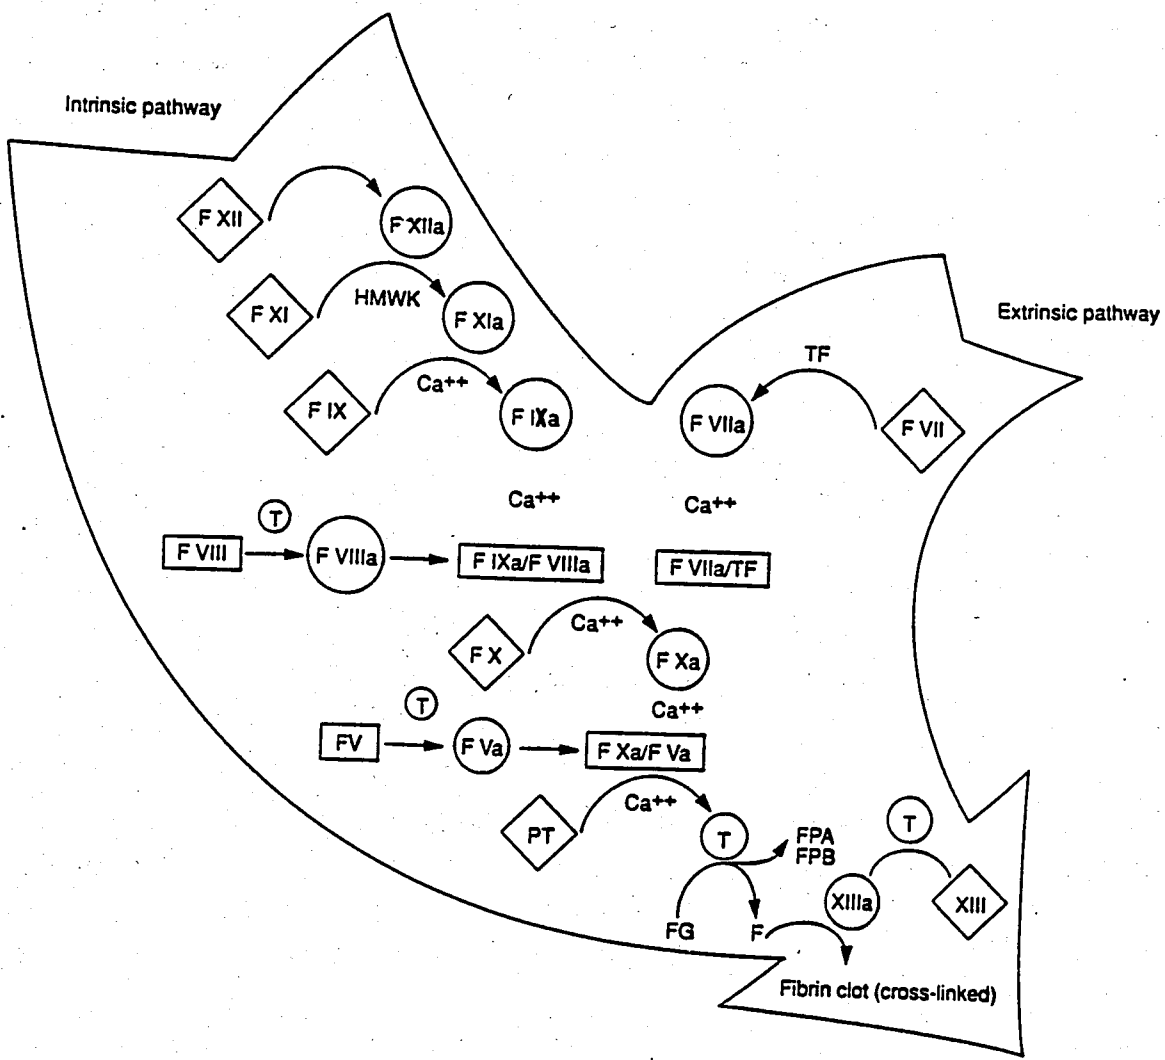 Intrinsic pathway
F XII
F XIIa
F XI
HMWK
F XIa
Extrinsic pathway
TF
F IX
Ca++
F IXa
F VIIa
F VII
Ca++
Ca++
T
F VIII
F VIIIa
F IXa/F VIIIa
F VIIa/TF
Ca++
F X
F Xa
T
Ca++
FV
F Va
F Xa/F Va
Ca++
PT
T
FPA
FPB
T
XIIIa
XIII
FG
F
Fibrin clot (cross-linked)